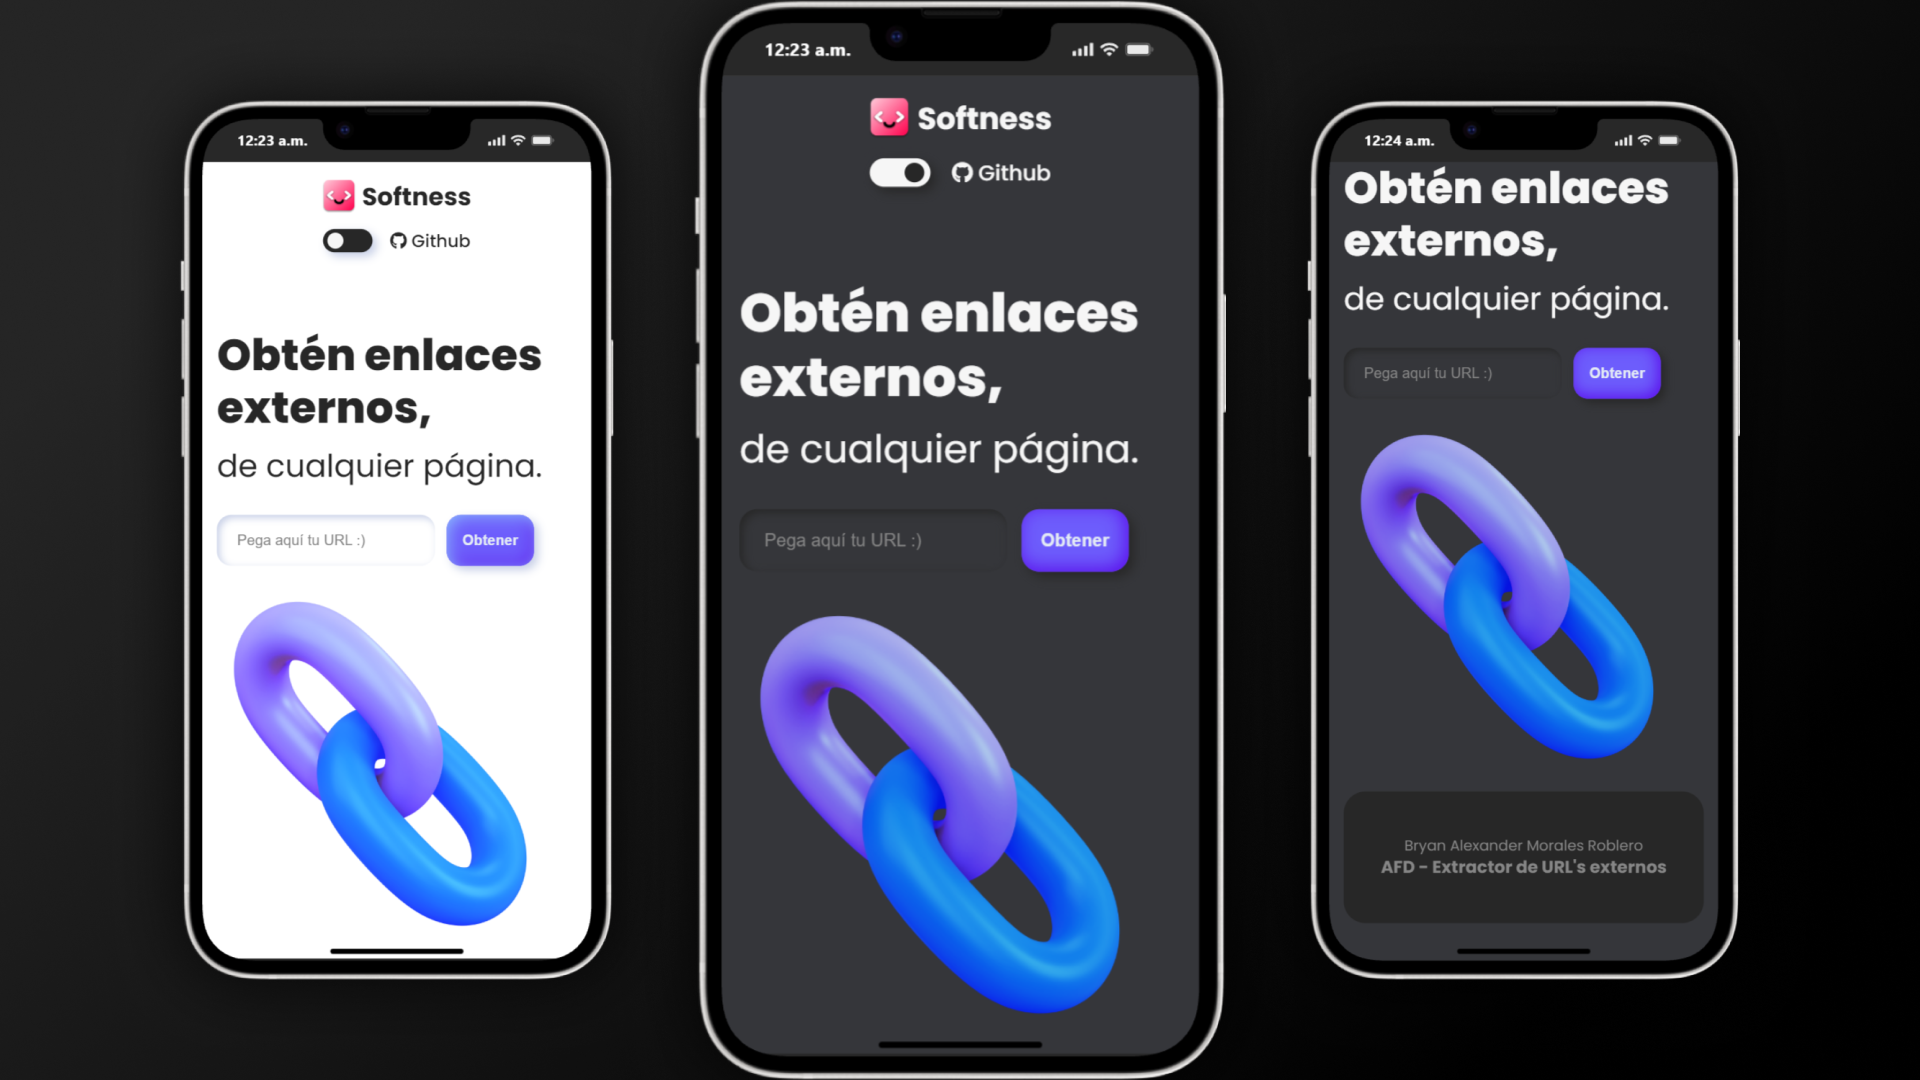 12:23 a.m.
Softness
Github
Obtén enlaces
externos,
de cualquier página.
Pega aquí tu URL :)
Obtener
12:23 a.m.
Softness
Github
Obtén enlaces
externos,
de cualquier página.
Pega aquí tu URL :)
Obtener
12:24 a.m.
Obtén enlaces
externos,
de cualquier página.
Pega aquí tu URL :)
Obtener
Bryan Alexander Morales Roblero
AFD - Extractor de URL's externos